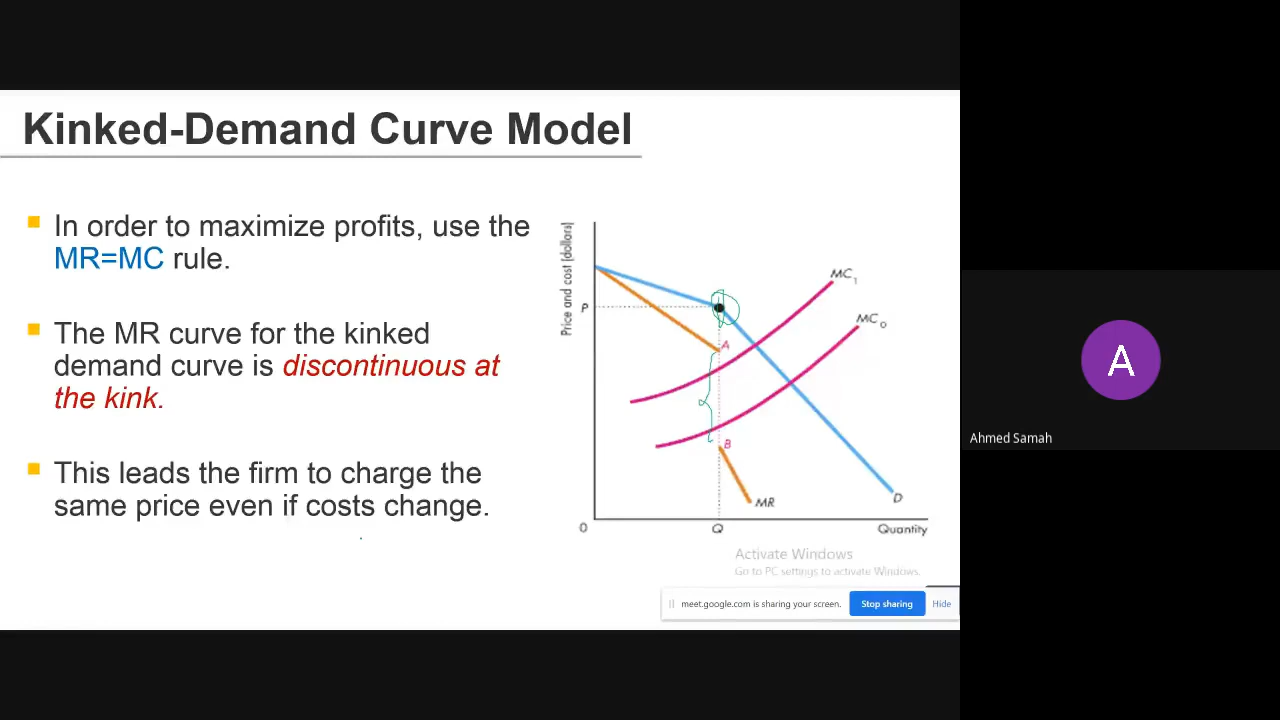 Kinked-Demand Curve Model
In order to maximize profits, use the
MR=MC rule.
The MR curve for the kinked
demand curve is discontinuous at
the kink.
This leads the firm to charge the
same price even if costs change.
Price and cost [dollars]
P
A
B
MC1
MC0
MR
D
0
Q
Quantity
Activate Windows
Go to PC settings to activate Windows.
meet.google.com is sharing your screen.
Stop sharing
Hide
A
Ahmed Samah